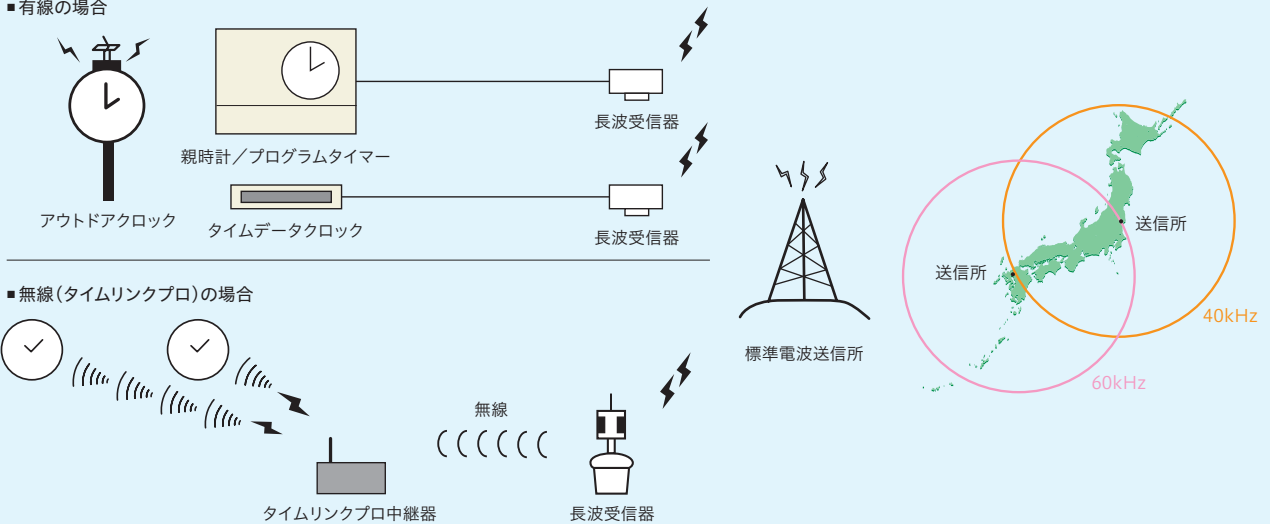 ■有線の場合
長波受信器
親時計／プログラムタイマー
アウトドアクロック
タイムデータクロック
長波受信器
■無線（タイムリンクプロ）の場合
無線
タイムリンクプロ中継器
長波受信器
標準電波送信所
送信所
送信所
40kHz
60kHz